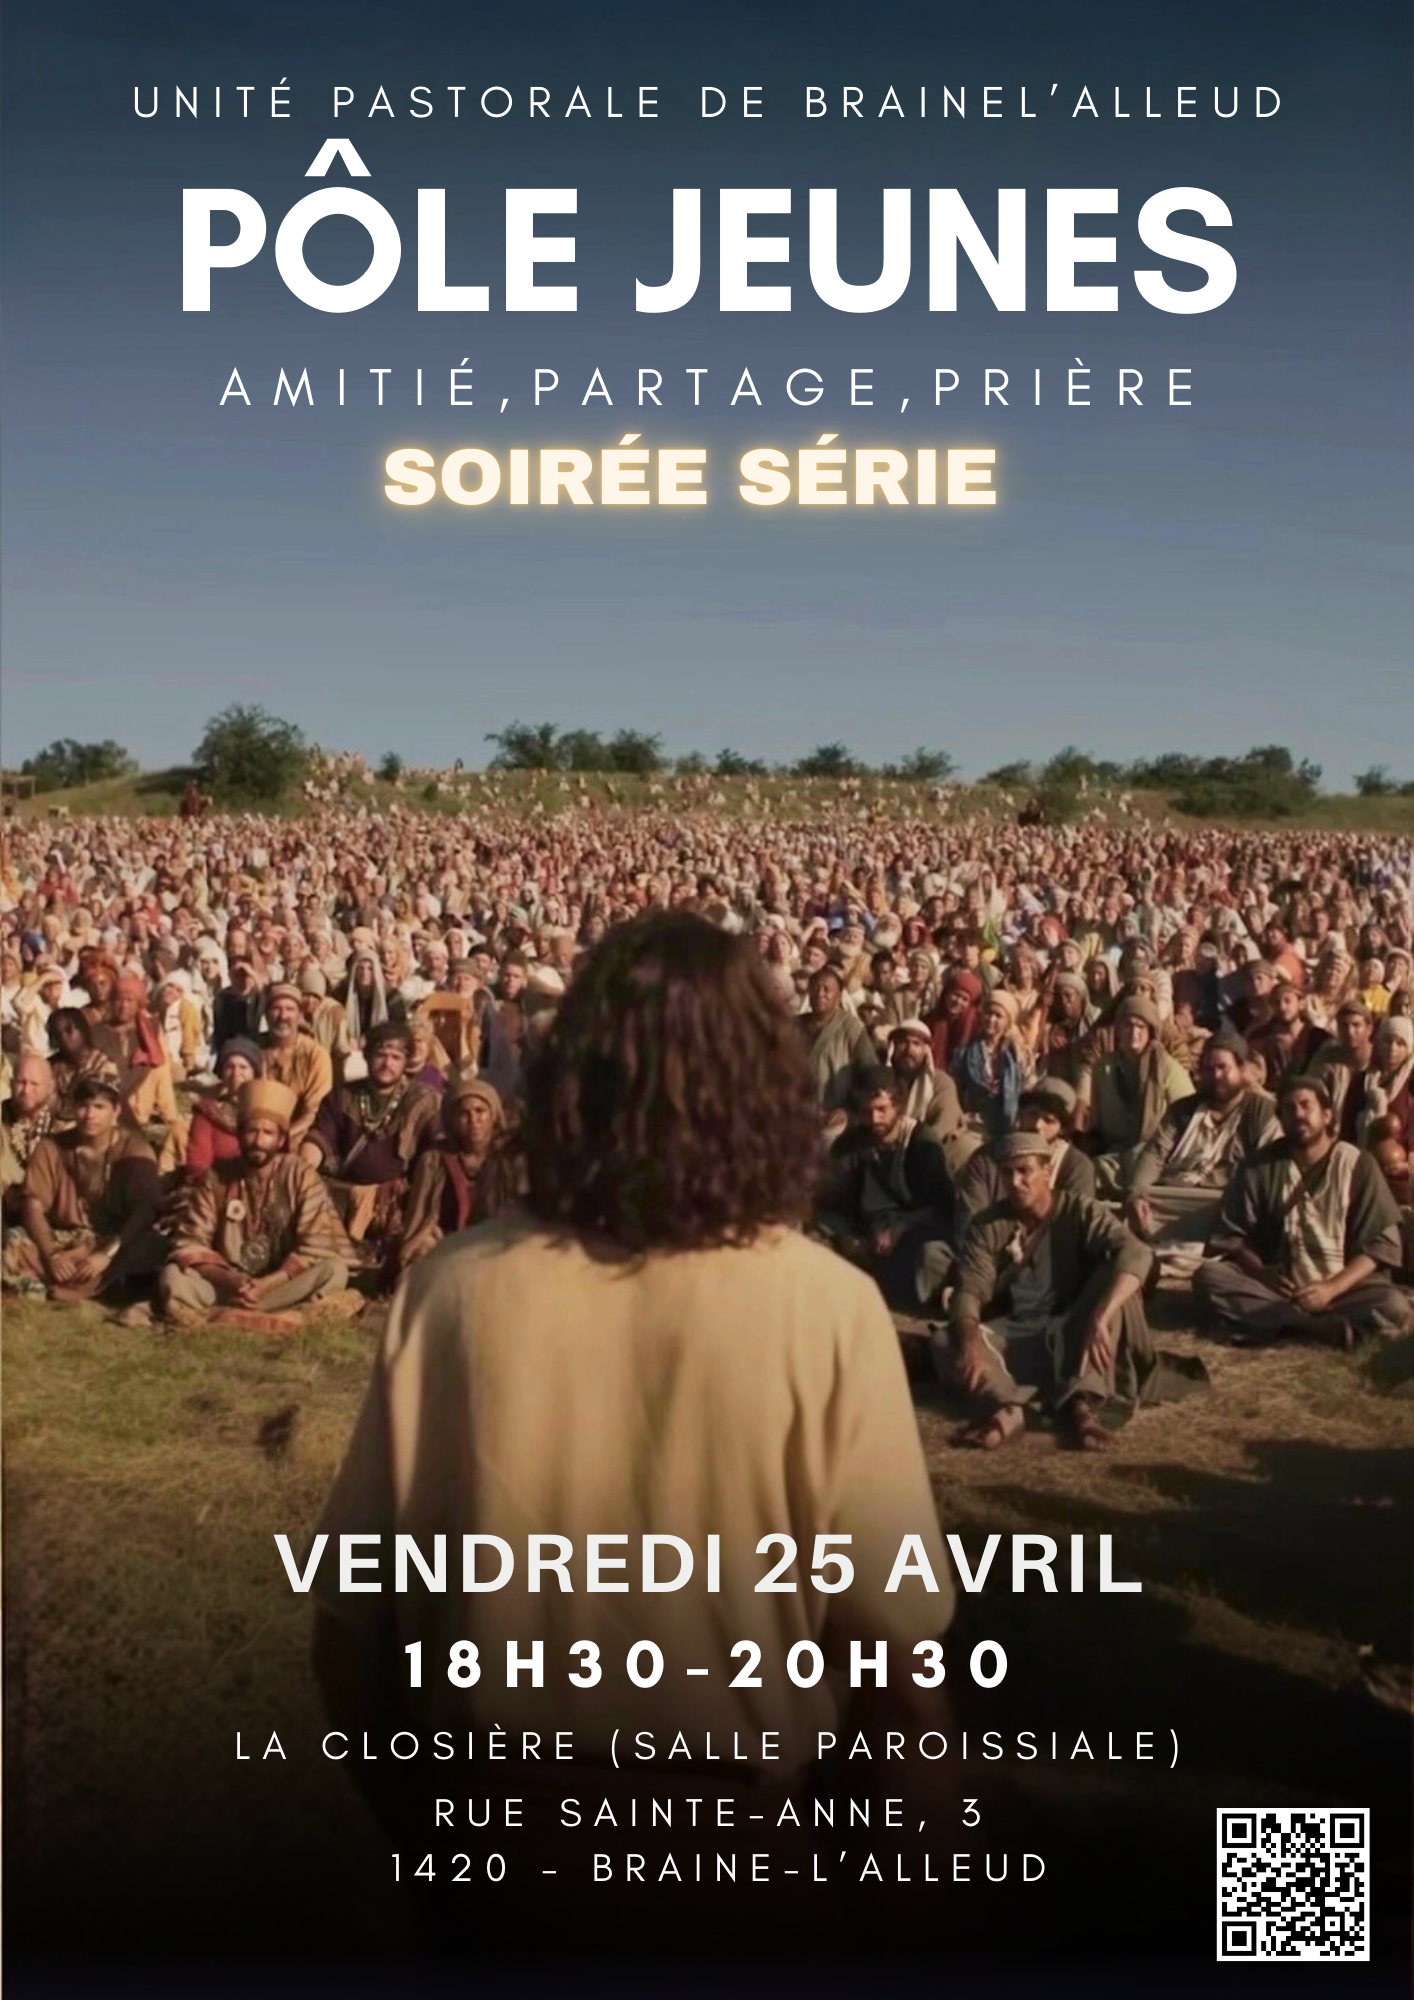 UNITÉ PASTORALE DE BRAINEL’ALLEUD
PÔLE JEUNES
AMITIÉ,PARTAGE,PRIÈRE
SOIRÉE SÉRIE
VENDREDI 25 AVRIL
18H30-20H30
LA CLOSIÈRE (SALLE PAROISSIALE)
RUE SAINTE-ANNE, 3
1420 - BRAINE-L’ALLEUD